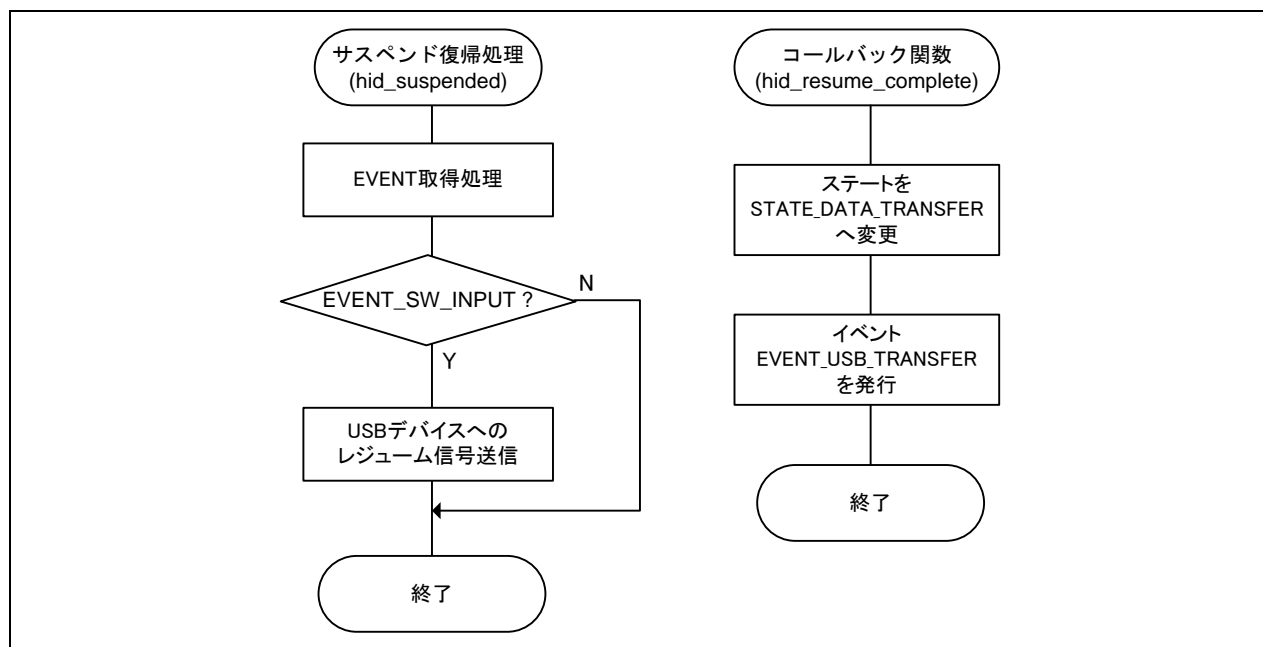 サスペンド復帰処理
(hid_suspended)
EVENT取得処理
EVENT_SW_INPUT ?
N
Y
USBデバイスへの
レジューム信号送信
終了
コールバック関数
(hid_resume_complete)
ステートを
STATE_DATA_TRANSFER
へ変更
イベント
EVENT_USB_TRANSFER
を発行
終了